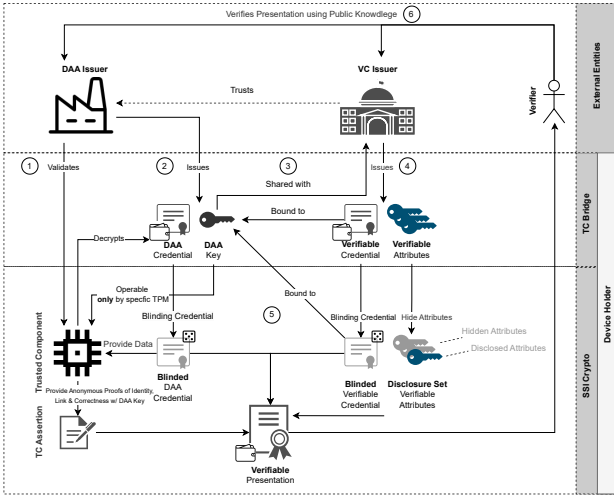 Verifies Presentation using Public Knowdlege
6
DAA Issuer
VC Issuer
Trusts
Verifier
External Entities
1
Validates
2
Issues
3
Shared with
Issues
4
Bound to
DAA
Credential
DAA
Key
Verifiable
Credential
Verifiable
Attributes
TC Bridge
Decrypts
Operable
only by specfic TPM
Blinding Credential
5
Bound to
Blinding Credential
Hide Attributes
Hidden Attributes
Disclosed Attributes
Provide Data
Trusted Component
Blinded
DAA
Credential
Blinded
Verifiable
Credential
Disclosure Set
Verifiable
Attributes
Provide Anonymous Proofs of Identity,
Link & Correctness w/ DAA Key
TC Assertion
Verifiable
Presentation
SSI Crypto
Device Holder